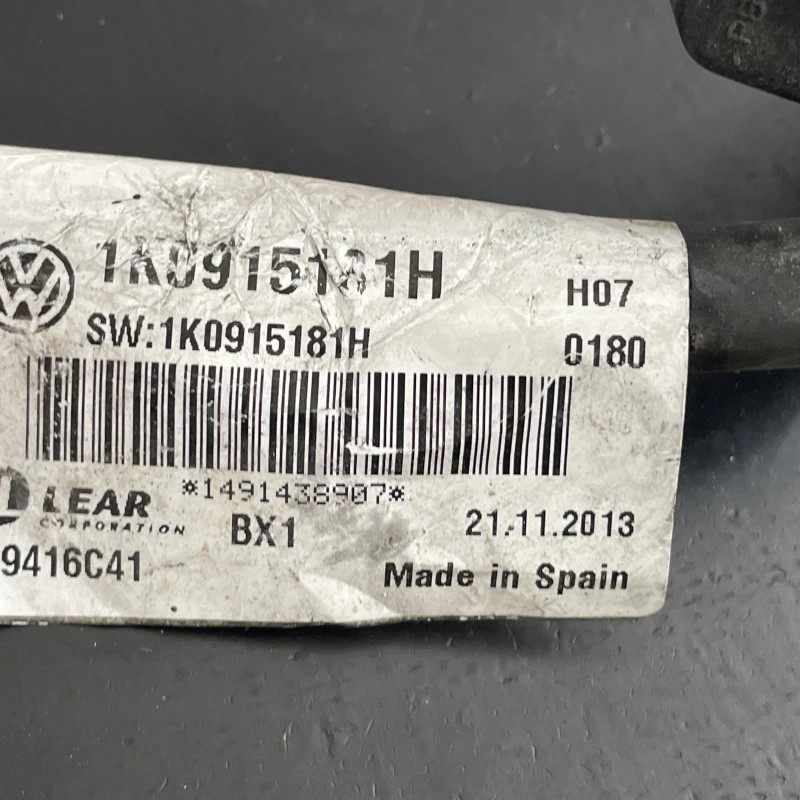 1K0915181H
H07
SW:1K0915181H
0180
*1491438907*
LEAR
CORPORATION
BX1
21.11.2013
9416C41
Made in Spain